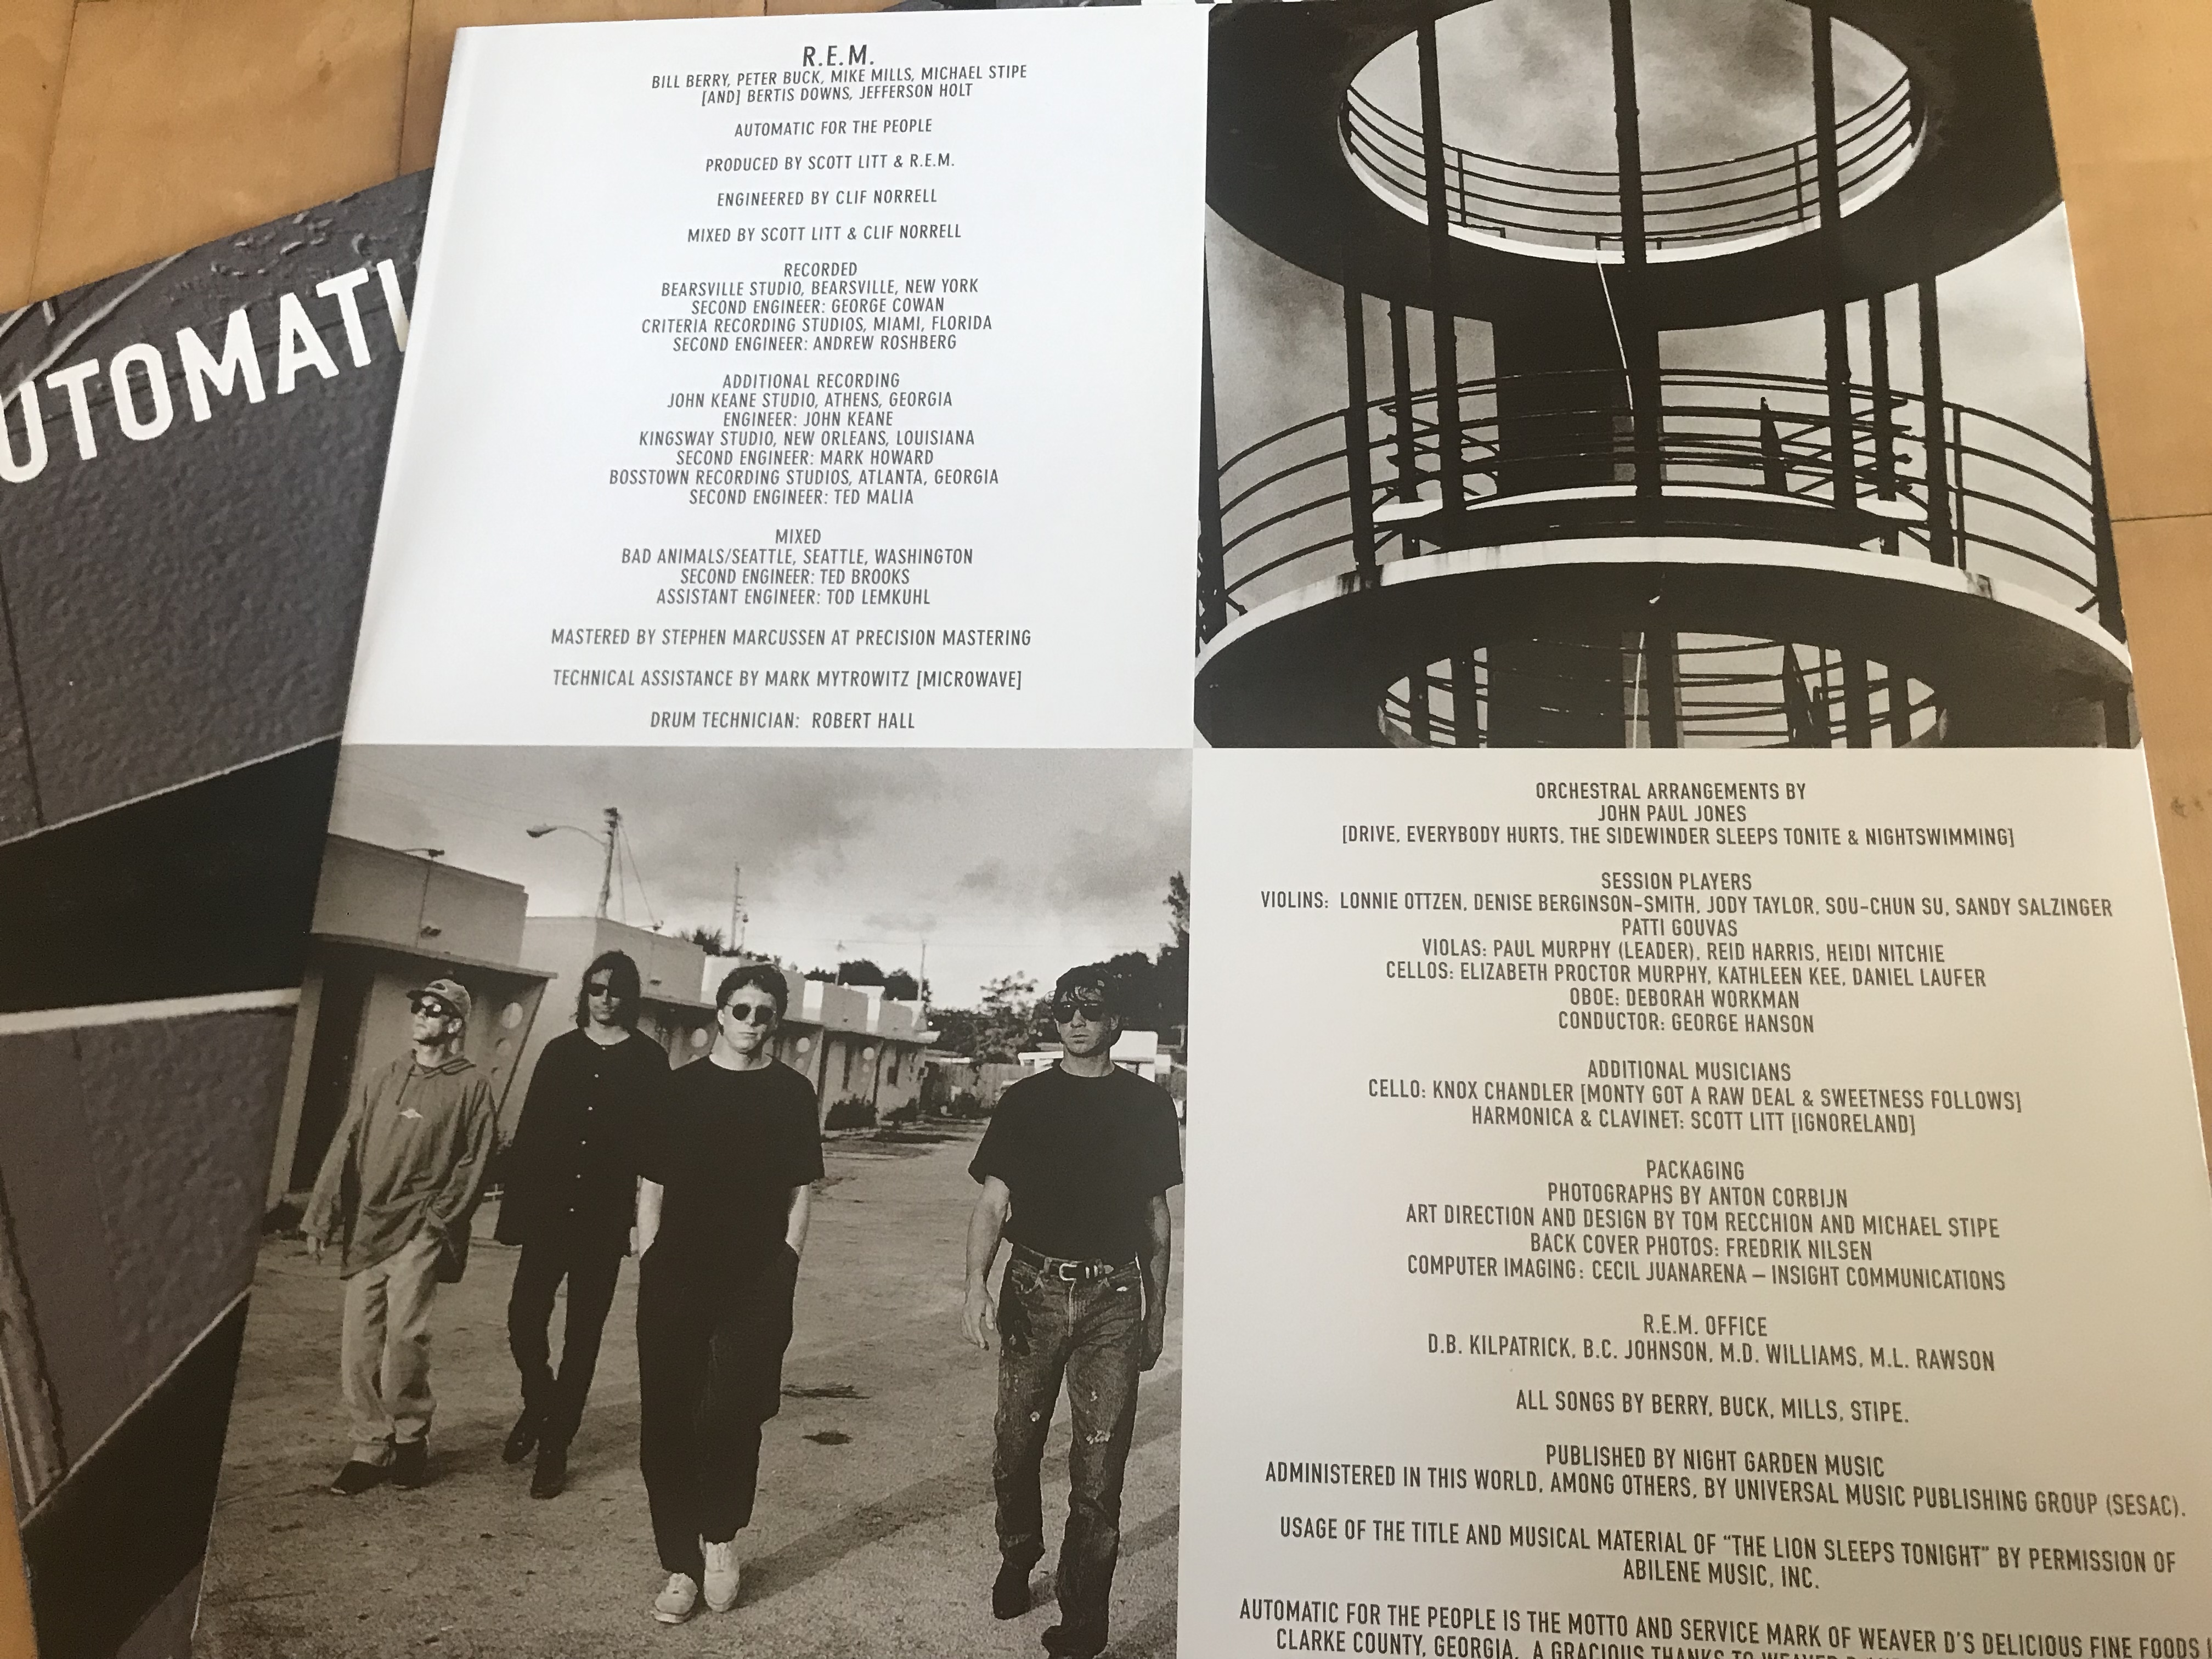 UTOMATI
R.E.M.
BILL BERRY, PETER BUCK, MIKE MILLS, MICHAEL STIPE
[AND] BERTIS DOWNS, JEFFERSON HOLT
AUTOMATIC FOR THE PEOPLE
PRODUCED BY SCOTT LITT & R.E.M.
ENGINEERED BY CLIF NORRELL
MIXED BY SCOTT LITT & CLIF NORRELL
RECORDED
BEARSVILLE STUDIO, BEARSVILLE, NEW YORK
SECOND ENGINEER: GEORGE COWAN
CRITERIA RECORDING STUDIOS, MIAMI, FLORIDA
SECOND ENGINEER: ANDREW ROSHBERG
ADDITIONAL RECORDING
JOHN KEANE STUDIO, ATHENS, GEORGIA
ENGINEER: JOHN KEANE
KINGSWAY STUDIO, NEW ORLEANS, LOUISIANA
SECOND ENGINEER: MARK HOWARD
BOSSTOWN RECORDING STUDIOS, ATLANTA, GEORGIA
SECOND ENGINEER: TED MALIA
MIXED
BAD ANIMALS/SEATTLE, SEATTLE, WASHINGTON
SECOND ENGINEER: TED BROOKS
ASSISTANT ENGINEER: TOD LEMKUHL
MASTERED BY STEPHEN MARCUSSEN AT PRECISION MASTERING
TECHNICAL ASSISTANCE BY MARK MYTROWITZ [MICROWAVE]
DRUM TECHNICIAN: ROBERT HALL
ORCHESTRAL ARRANGEMENTS BY
JOHN PAUL JONES
[DRIVE, EVERYBODY HURTS, THE SIDEWINDER SLEEPS TONITE & NIGHTSWIMMING]
SESSION PLAYERS
VIOLINS: LONNIE OTTZEN, DENISE BERGINSON-SMITH, JODY TAYLOR, SOU-CHUN SU, SANDY SALZINGER
PATTI GOUVAS
VIOLAS: PAUL MURPHY (LEADER), REID HARRIS, HEIDI NITCHIE
CELLOS: ELIZABETH PROCTOR MURPHY, KATHLEEN KEE, DANIEL LAUFER
OBOE: DEBORAH WORKMAN
CONDUCTOR: GEORGE HANSON
ADDITIONAL MUSICIANS
CELLO: KNOX CHANDLER [MONTY GOT A RAW DEAL & SWEETNESS FOLLOWS]
HARMONICA & CLAVINET: SCOTT LITT [IGNORELAND]
PACKAGING
PHOTOGRAPHS BY ANTON CORBIJN
ART DIRECTION AND DESIGN BY TOM RECCHION AND MICHAEL STIPE
BACK COVER PHOTOS: FREDRIK NILSEN
COMPUTER IMAGING: CECIL JUANARENA – INSIGHT COMMUNICATIONS
R.E.M. OFFICE
D.B. KILPATRICK, B.C. JOHNSON, M.D. WILLIAMS, M.L. RAWSON
ALL SONGS BY BERRY, BUCK, MILLS, STIPE.
PUBLISHED BY NIGHT GARDEN MUSIC
ADMINISTERED IN THIS WORLD, AMONG OTHERS, BY UNIVERSAL MUSIC PUBLISHING GROUP (SESAC).
USAGE OF THE TITLE AND MUSICAL MATERIAL OF “THE LION SLEEPS TONIGHT” BY PERMISSION OF
ABILENE MUSIC, INC.
AUTOMATIC FOR THE PEOPLE IS THE MOTTO AND SERVICE MARK OF WEAVER D'S DELICIOUS FINE FOODS
CLARKE COUNTY, GEORGIA. A GRACIOUS THANKS TO WEAVER D